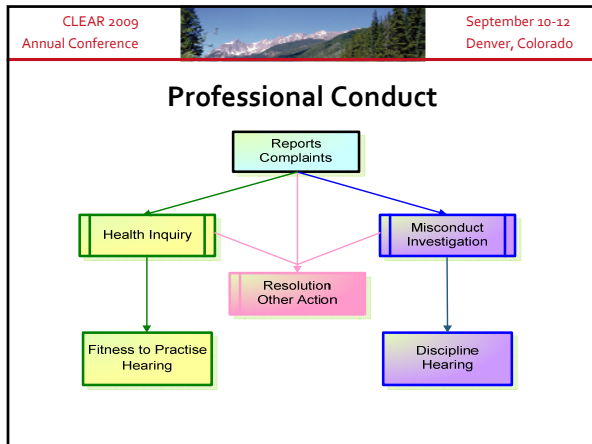 CLEAR 2009
Annual Conference
September 10-12
Denver, Colorado
Professional Conduct
Reports
Complaints
Health Inquiry
Misconduct
Investigation
Resolution
Other Action
Fitness to Practise
Hearing
Discipline
Hearing